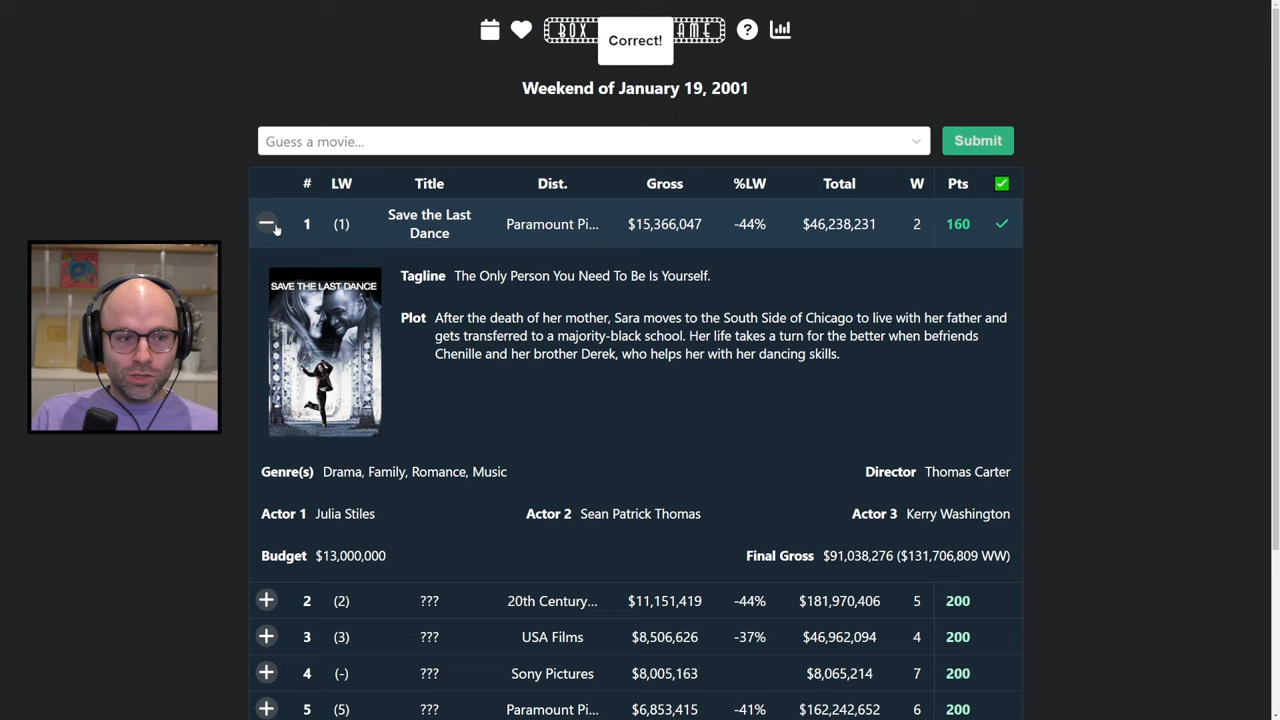 BOX AME
Correct!
Weekend of January 19, 2001
Guess a movie...
Submit
# LW Title Dist. Gross %LW Total W Pts ✅
1 (1) Save the Last Dance Paramount Pi... $15,366,047 -44% $46,238,231 2 160 ✓
SAVE THE LAST DANCE
Tagline The Only Person You Need To Be Is Yourself.
Plot After the death of her mother, Sara moves to the South Side of Chicago to live with her father and
gets transferred to a majority-black school. Her life takes a turn for the better when befriends
Chenille and her brother Derek, who helps her with her dancing skills.
Genre(s) Drama, Family, Romance, Music Director Thomas Carter
Actor 1 Julia Stiles Actor 2 Sean Patrick Thomas Actor 3 Kerry Washington
Budget $13,000,000 Final Gross $91,038,276 ($131,706,809 WW)
2 (2) ??? 20th Century... $11,151,419 -44% $181,970,406 5 200
3 (3) ??? USA Films $8,506,626 -37% $46,962,094 4 200
4 (-) ??? Sony Pictures $8,005,163 $8,065,214 7 200
5 (5) ??? Paramount Pi... $6,853,415 -41% $162,242,652 6 200